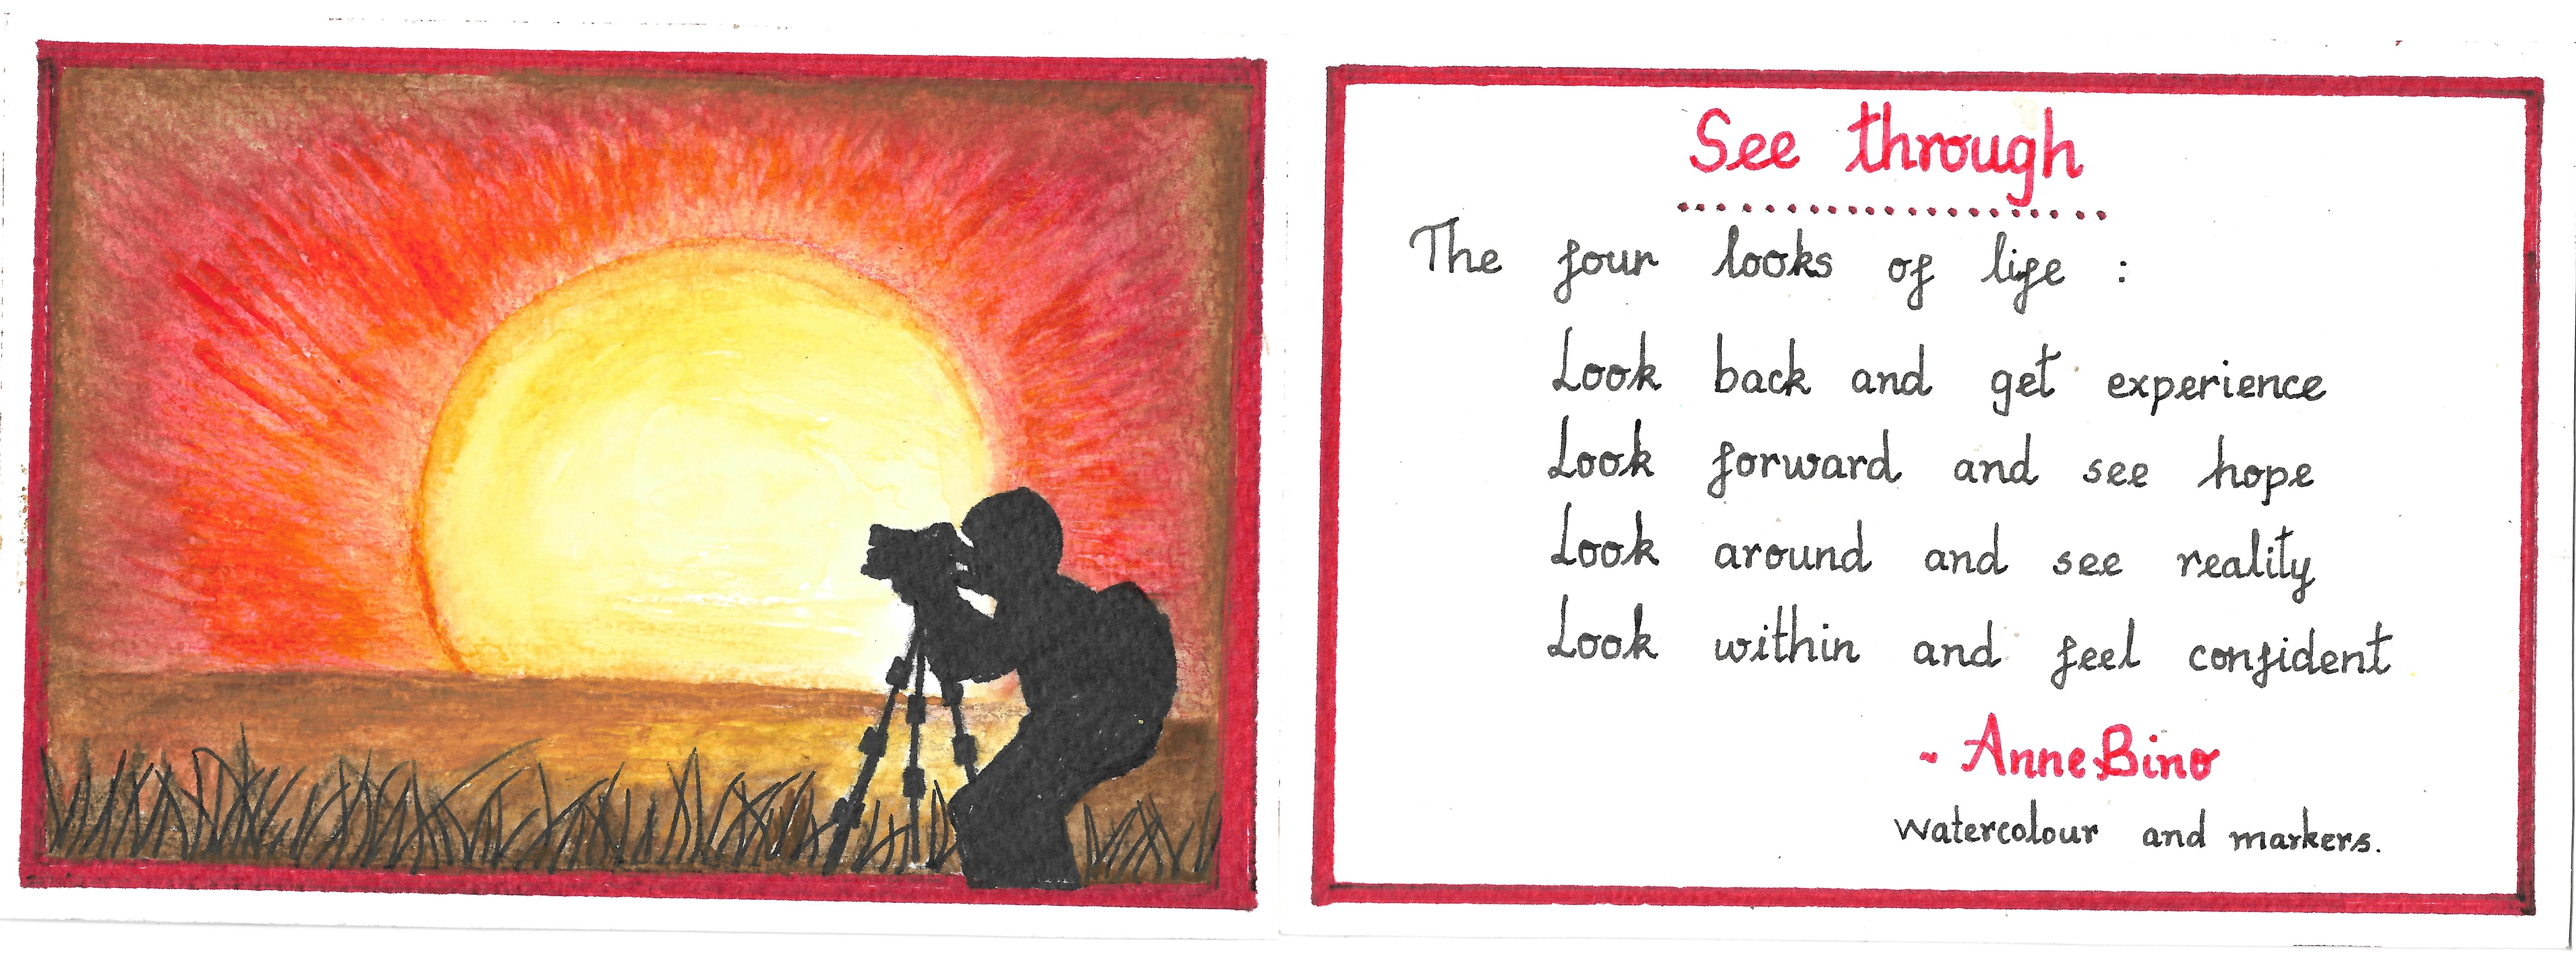 See through
The four looks of life :
Look back and get experience
Look forward and see hope
Look around and see reality
Look within and feel confident
- Anne Bino
Watercolour and markers.